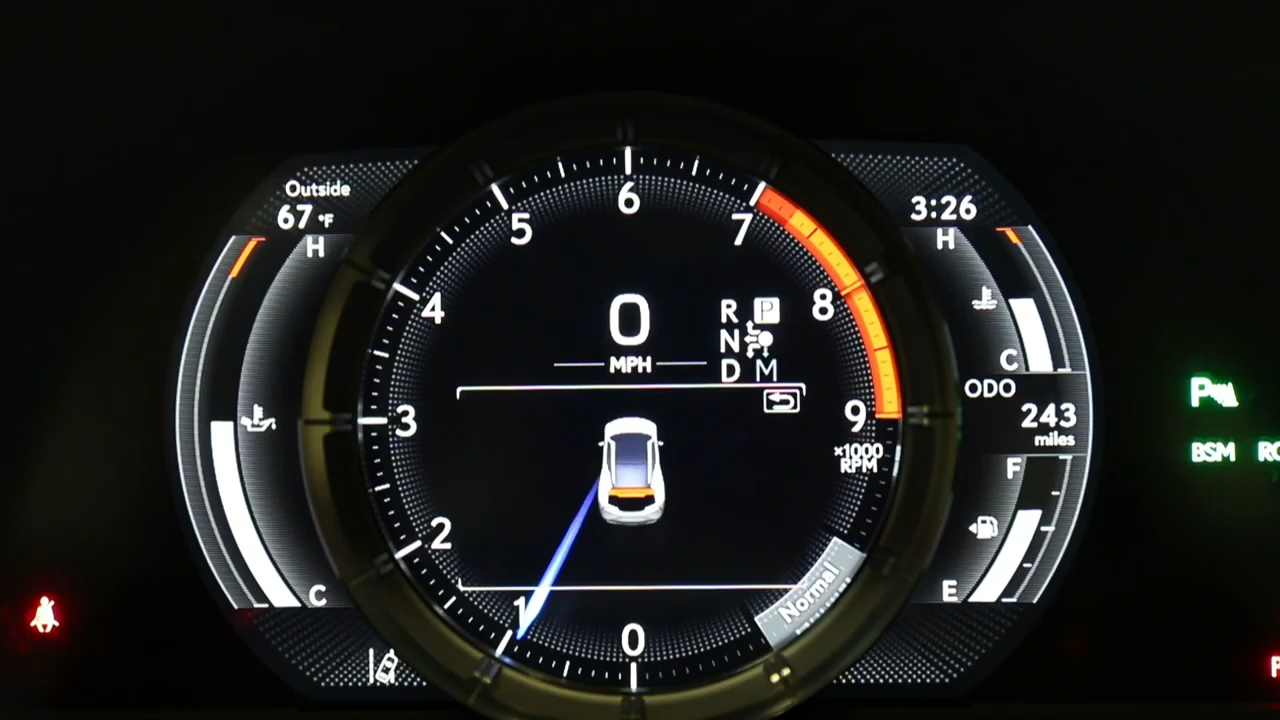 Outside
67 °F
H
C
0
1
2
3
4
5
6
7
8
9
×1000
RPM
0
MPH
R P
N
D M
Normal
3:26
H
C
ODO
243
miles
F
E
BSM